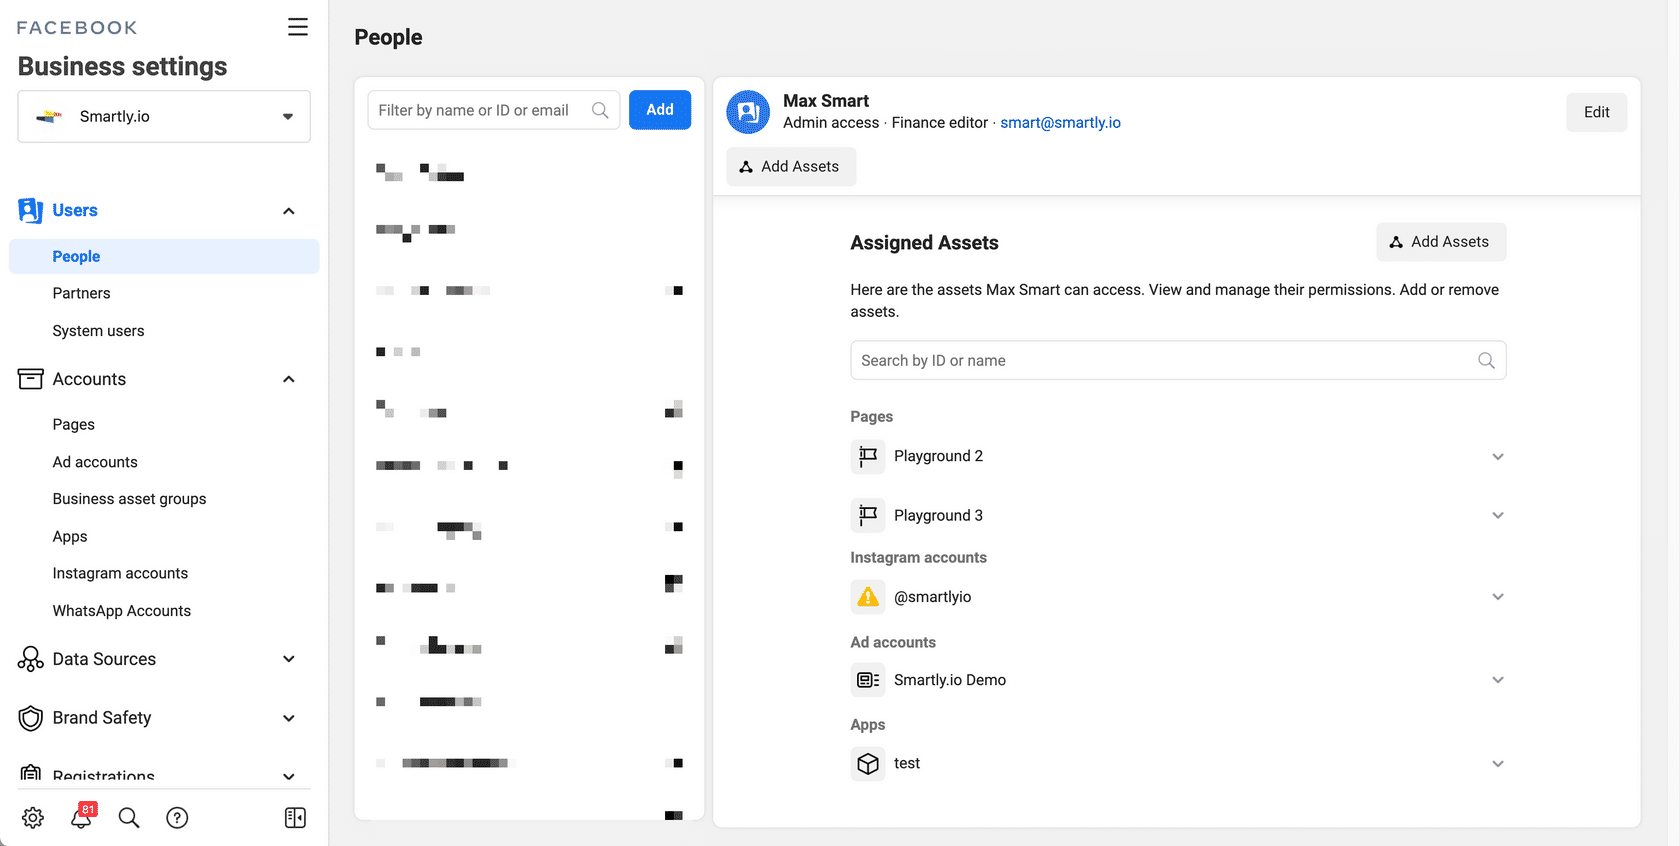 FACEBOOK
Business settings
Smartly.io
Users
People
Partners
System users
Accounts
Pages
Ad accounts
Business asset groups
Apps
Instagram accounts
WhatsApp Accounts
Data Sources
Brand Safety
Registrations
81
People
Filter by name or ID or email
Add
Max Smart
Admin access · Finance editor · smart@smartly.io
Edit
Add Assets
Assigned Assets
Add Assets
Here are the assets Max Smart can access. View and manage their permissions. Add or remove
assets.
Search by ID or name
Pages
Playground 2
Playground 3
Instagram accounts
@smartlyio
Ad accounts
Smartly.io Demo
Apps
test